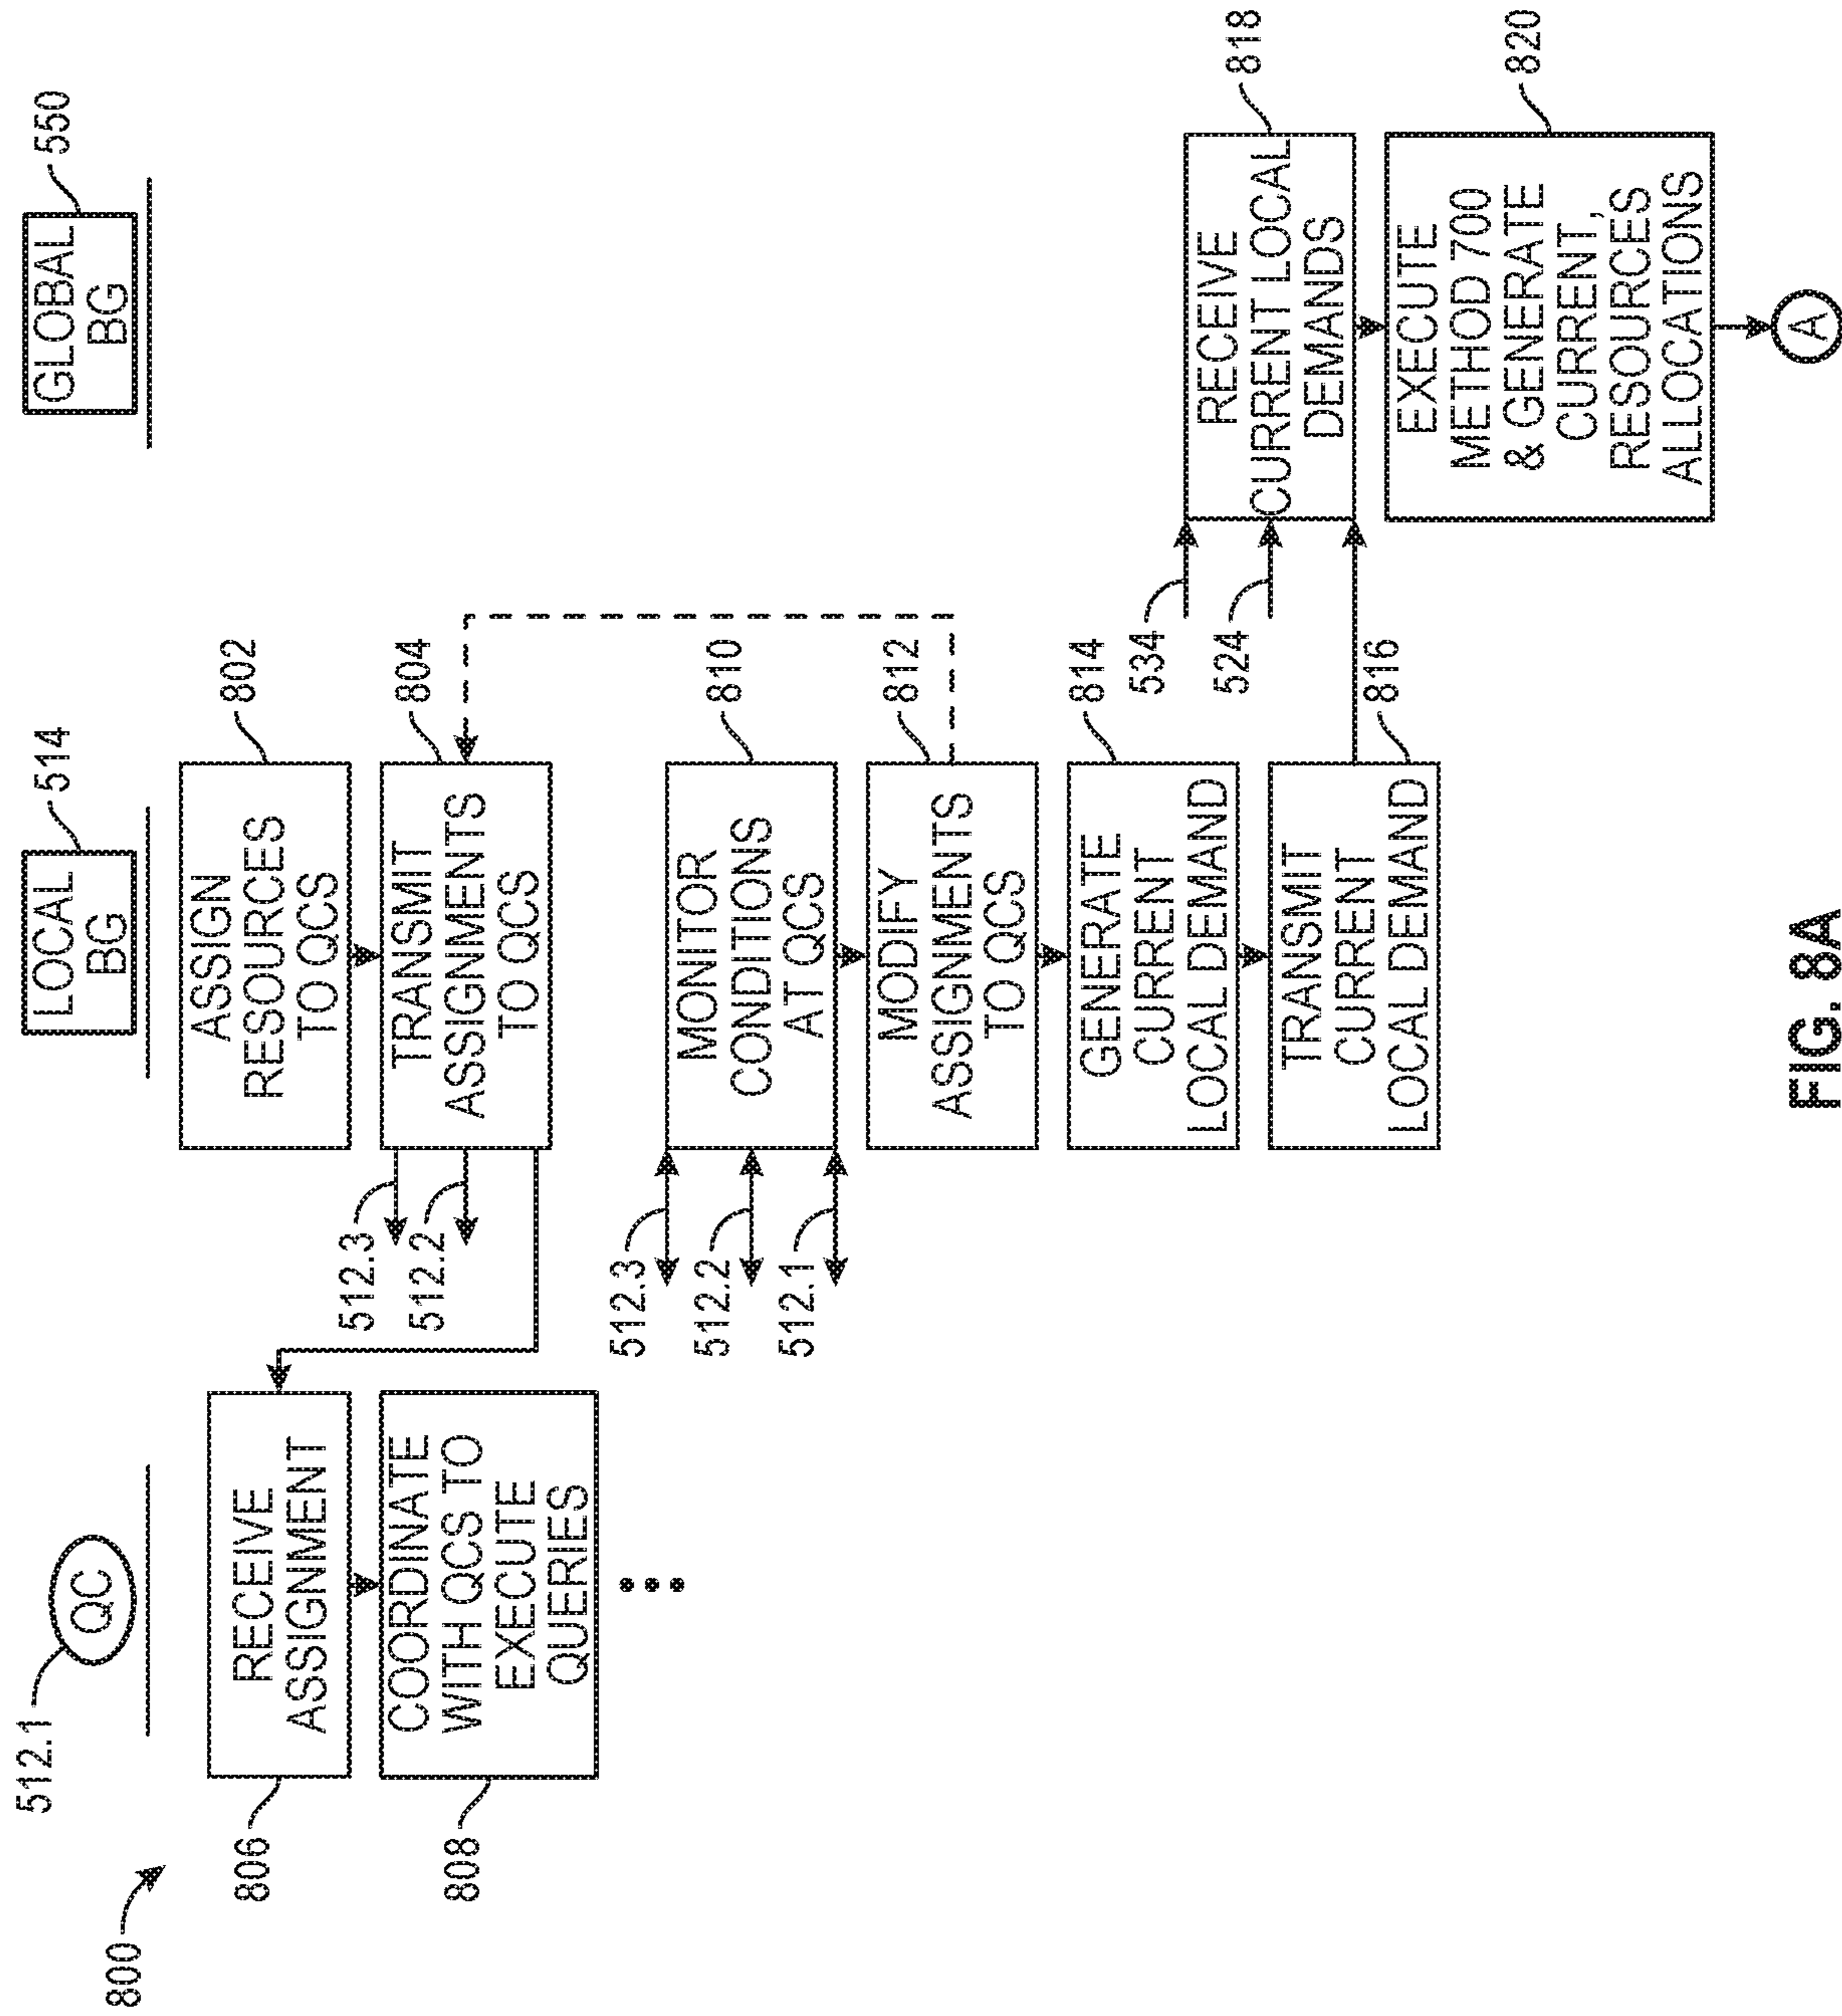 800
512.1
QC
LOCAL
BG
514
GLOBAL
BG
550
ASSIGN
RESOURCES
TO QCS
802
TRANSMIT
ASSIGNMENTS
TO QCS
804
512.3
512.2
RECEIVE
ASSIGNMENT
806
COORDINATE
WITH QCS TO
EXECUTE
QUERIES
808
MONITOR
CONDITIONS
AT QCS
810
512.3
512.2
512.1
MODIFY
ASSIGNMENTS
TO QCS
812
GENERATE
CURRENT
LOCAL DEMAND
814
TRANSMIT
CURRENT
LOCAL DEMAND
816
534
524
RECEIVE
CURRENT LOCAL
DEMANDS
818
EXECUTE
METHOD 700
& GENERATE
CURRENT,
RESOURCES
ALLOCATIONS
820
A
FIG. 8A